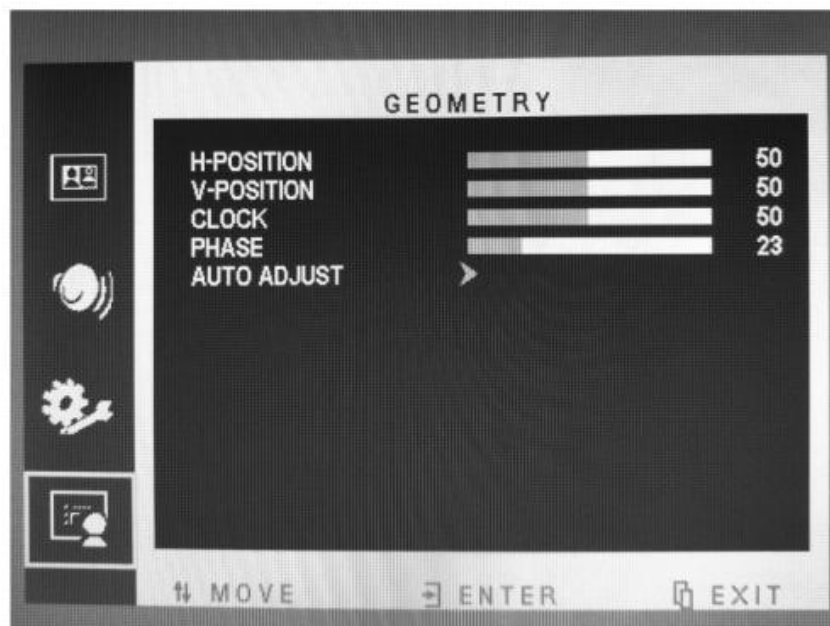 GEOMETRY
H-POSITION 50
V-POSITION 50
CLOCK 50
PHASE 23
AUTO ADJUST
MOVE ENTER EXIT